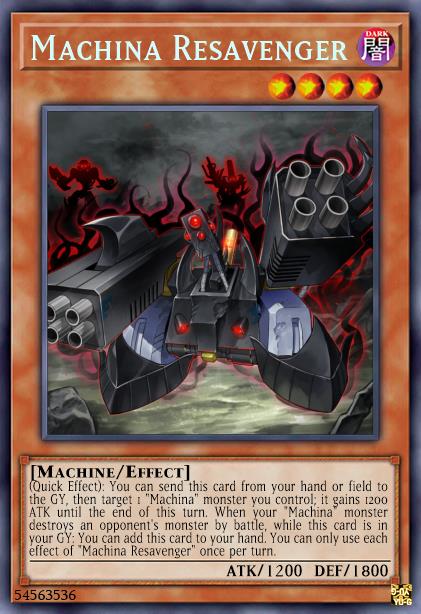 MACHINA RESAVENGER
DARK
闇
[MACHINE/EFFECT]
(Quick Effect): You can send this card from your hand or field to
the GY, then target 1 "Machina" monster you control; it gains 1200
ATK until the end of this turn. When your "Machina" monster
destroys an opponent's monster by battle, while this card is in
your GY: You can add this card to your hand. You can only use each
effect of "Machina Resavenger" once per turn.
ATK/1200 DEF/1800
54563536